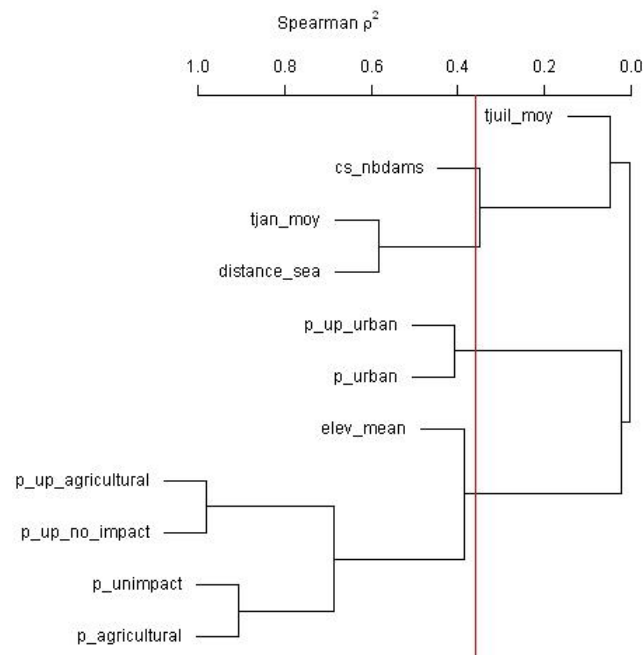 Spearman ρ²
1.0 0.8 0.6 0.4 0.2 0.0
tjuil_moy
cs_nbdams
tjan_moy
distance_sea
p_up_urban
p_urban
elev_mean
p_up_agricultural
p_up_no_impact
p_unimpact
p_agricultural